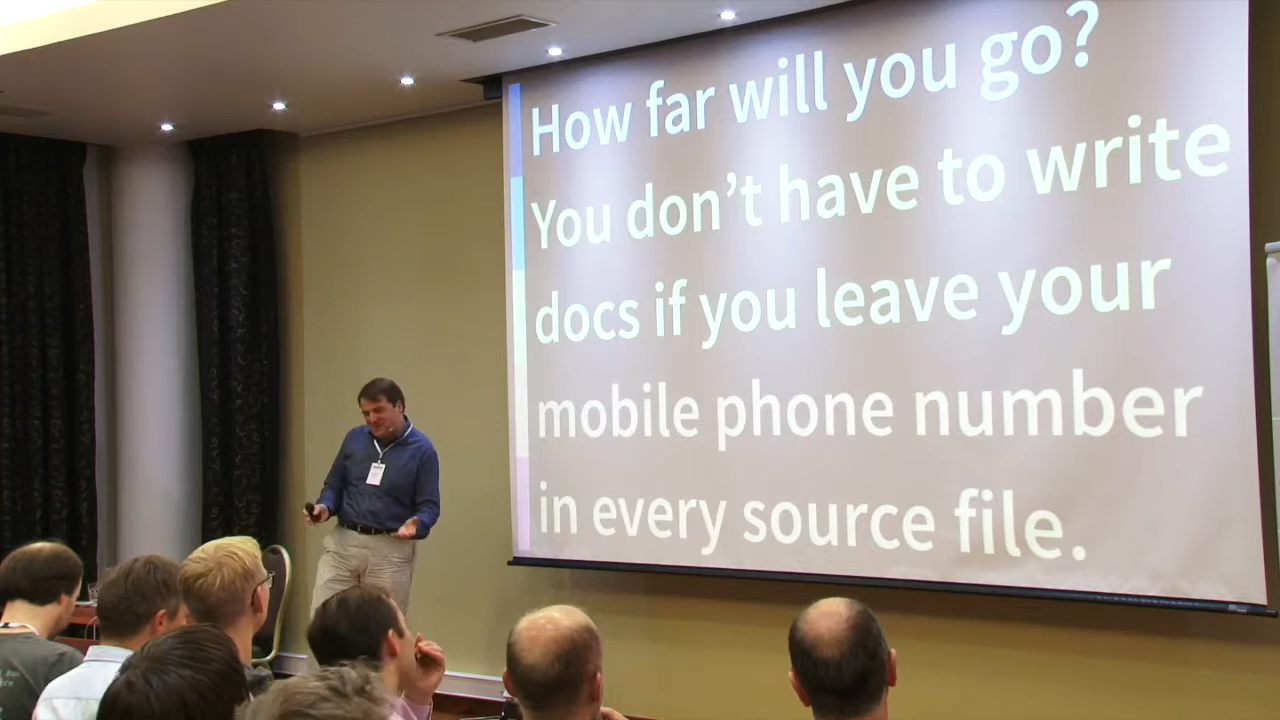 How far will you go?
You don’t have to write
docs if you leave your
mobile phone number
in every source file.